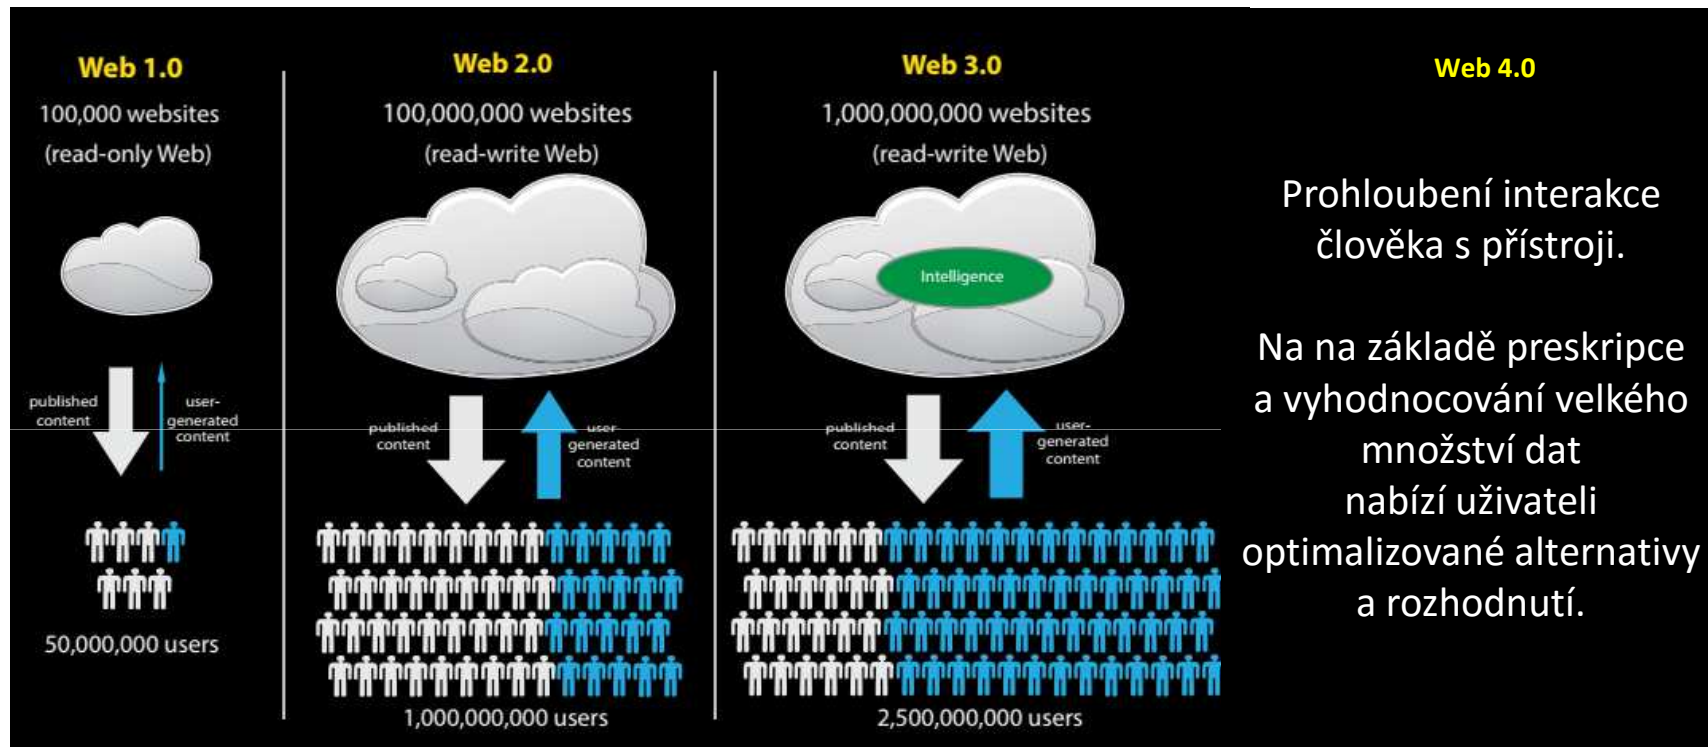 Web 1.0
100,000 websites
(read-only Web)
published
content
user-
generated
content
50,000,000 users
Web 2.0
100,000,000 websites
(read-write Web)
published
content
user-
generated
content
1,000,000,000 users
Web 3.0
1,000,000,000 websites
(read-write Web)
Intelligence
published
content
user-
generated
content
2,500,000,000 users
Web 4.0
Prohloubení interakce
člověka s přístroji.
Na na základě preskripce
a vyhodnocování velkého
množství dat
nabízí uživateli
optimalizované alternativy
a rozhodnutí.